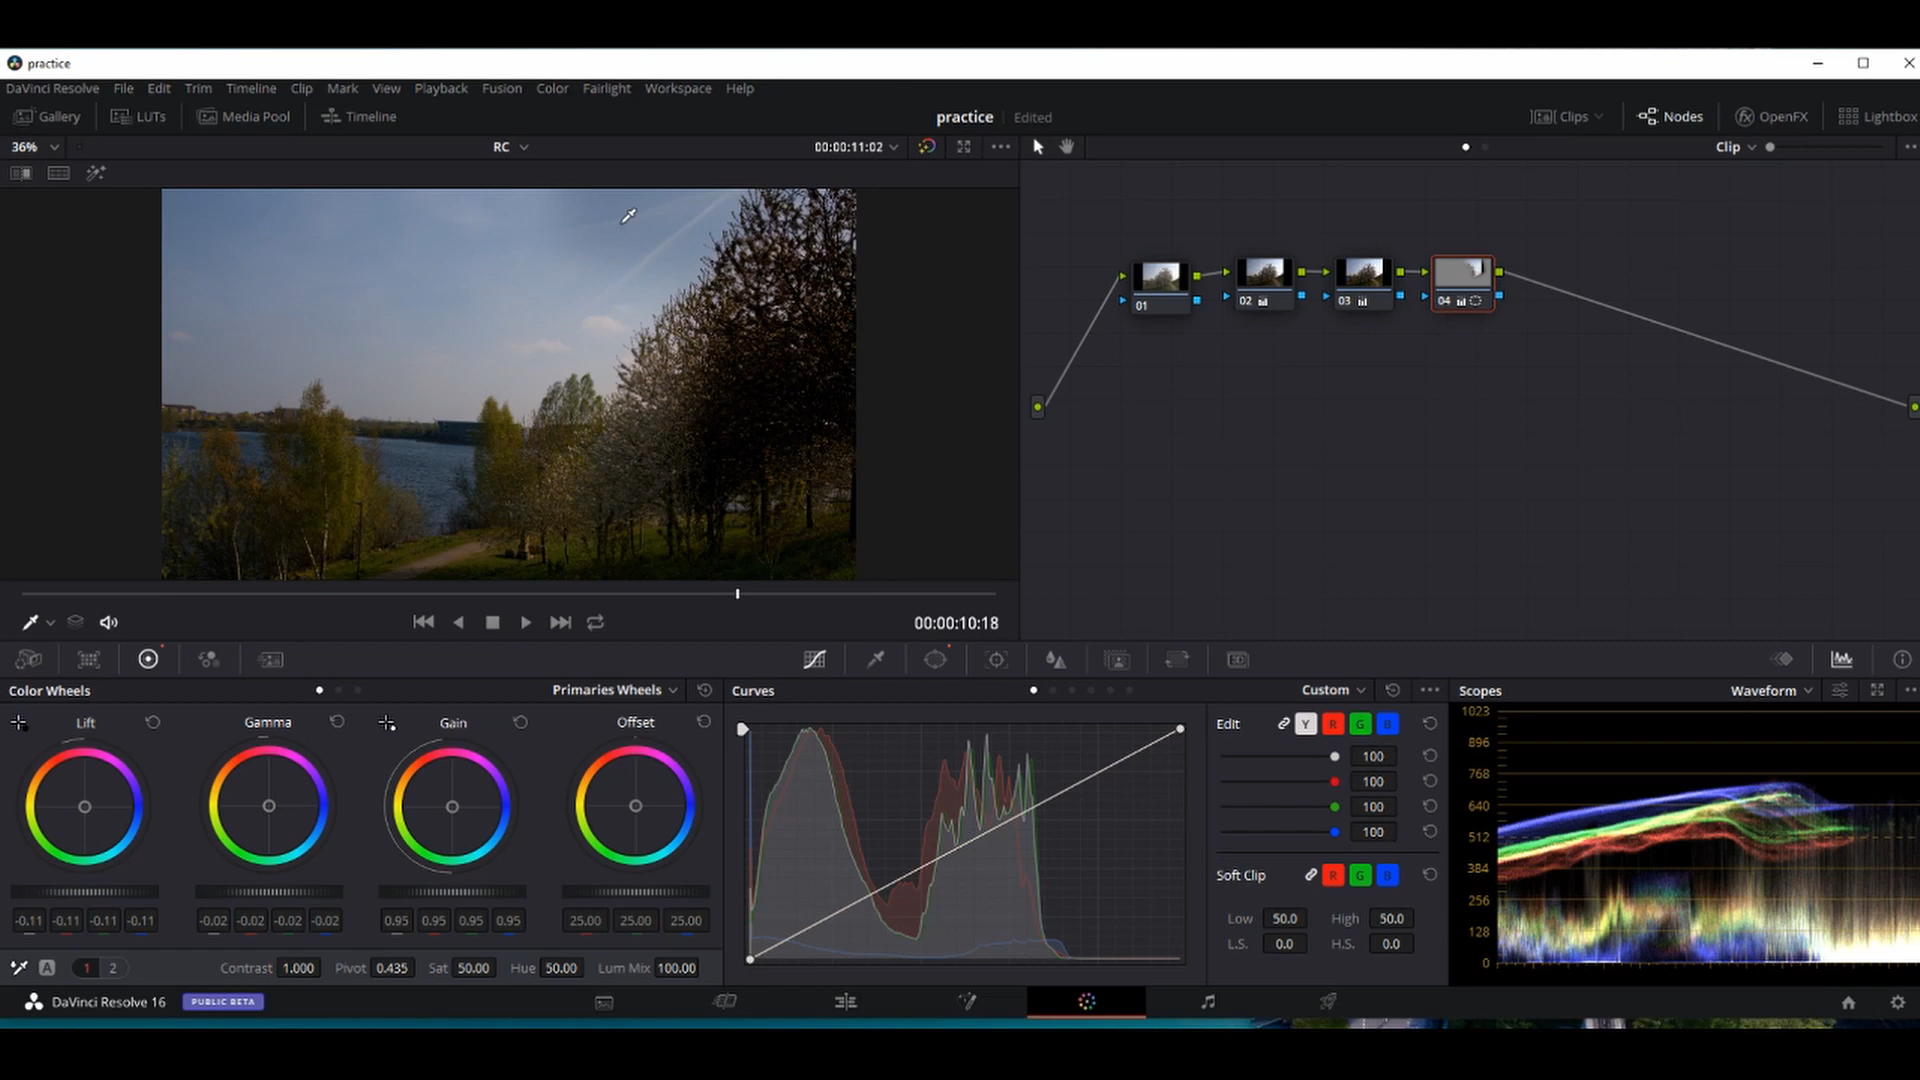 practice
DaVinci Resolve File Edit Trim Timeline Clip Mark View Playback Fusion Color Fairlight Workspace Help
Gallery LUTs Media Pool Timeline practice Edited Clips Nodes fx OpenFX Lightbox
36% RC 00:00:11:02 Clip
01 02 03 04
00:00:10:18
3D
Color Wheels Primaries Wheels Curves Custom Scopes Waveform
Lift Gamma Gain Offset Edit Y R G B
1023
896
768
640
512
384
256
128
0
100
100
100
100
Soft Clip R G B
-0.11 -0.11 -0.11 -0.11 -0.02 -0.02 -0.02 -0.02 0.95 0.95 0.95 0.95 25.00 25.00 25.00 Low 50.0 High 50.0
L.S. 0.0 H.S. 0.0
A 1 2 Contrast 1.000 Pivot 0.435 Sat 50.00 Hue 50.00 Lum Mix 100.00
DaVinci Resolve 16 PUBLIC BETA